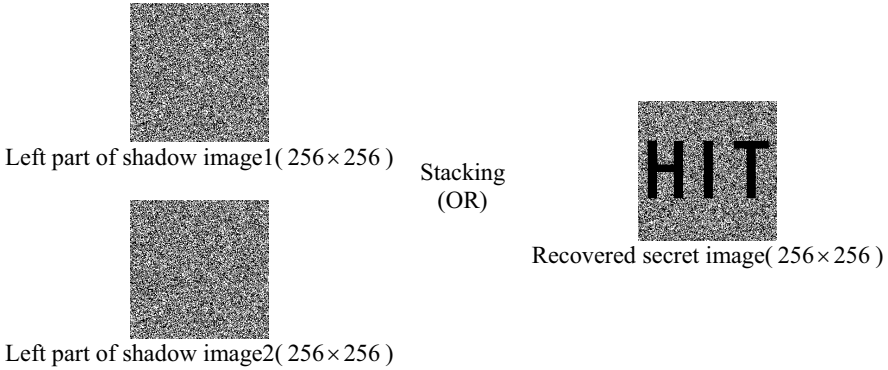 Left part of shadow image1( 256×256 )
Stacking
(OR)
HIT
Recovered secret image( 256×256 )
Left part of shadow image2( 256×256 )